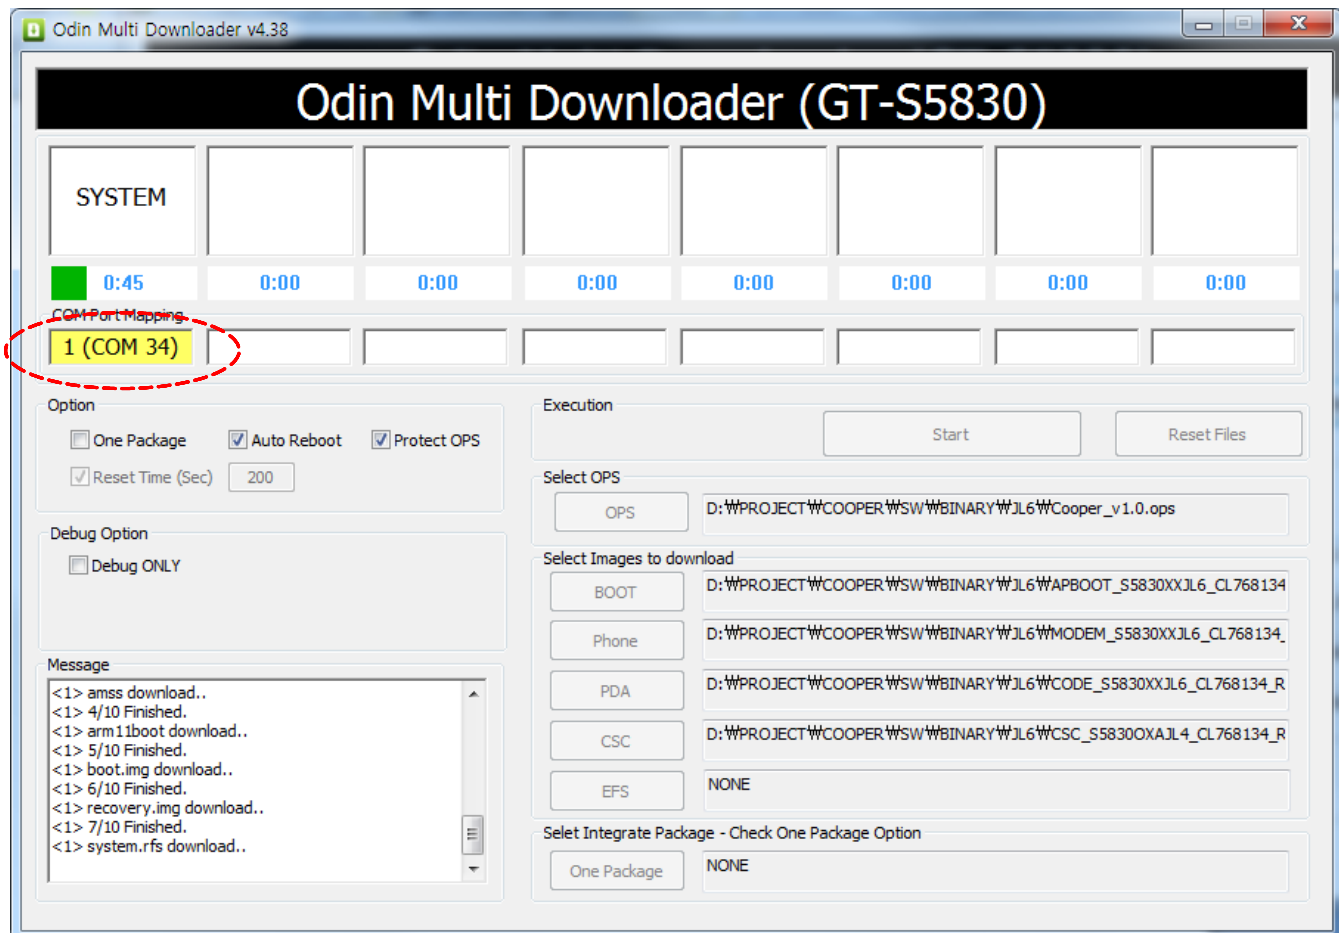 Odin Multi Downloader v4.38
Odin Multi Downloader (GT-S5830)
SYSTEM
0:45 0:00 0:00 0:00 0:00 0:00 0:00 0:00
COM Port Mapping
1 (COM 34)
Option
One Package Auto Reboot Protect OPS
Reset Time (Sec) 200
Debug Option
Debug ONLY
Message
<1> amss download..
<1> 4/10 Finished.
<1> arm11boot download..
<1> 5/10 Finished.
<1> boot.img download..
<1> 6/10 Finished.
<1> recovery.img download..
<1> 7/10 Finished.
<1> system.rfs download..
Execution
Start Reset Files
Select OPS
OPS D:₩PROJECT₩COOPER₩SW₩BINARY₩JL6₩Cooper_v1.0.ops
Select Images to download
BOOT D:₩PROJECT₩COOPER₩SW₩BINARY₩JL6₩APBOOT_S5830XXJL6_CL768134
Phone D:₩PROJECT₩COOPER₩SW₩BINARY₩JL6₩MODEM_S5830XXJL6_CL768134_
PDA D:₩PROJECT₩COOPER₩SW₩BINARY₩JL6₩CODE_S5830XXJL6_CL768134_R
CSC D:₩PROJECT₩COOPER₩SW₩BINARY₩JL6₩CSC_S5830OXAJL4_CL768134_R
EFS NONE
Selet Integrate Package - Check One Package Option
One Package NONE